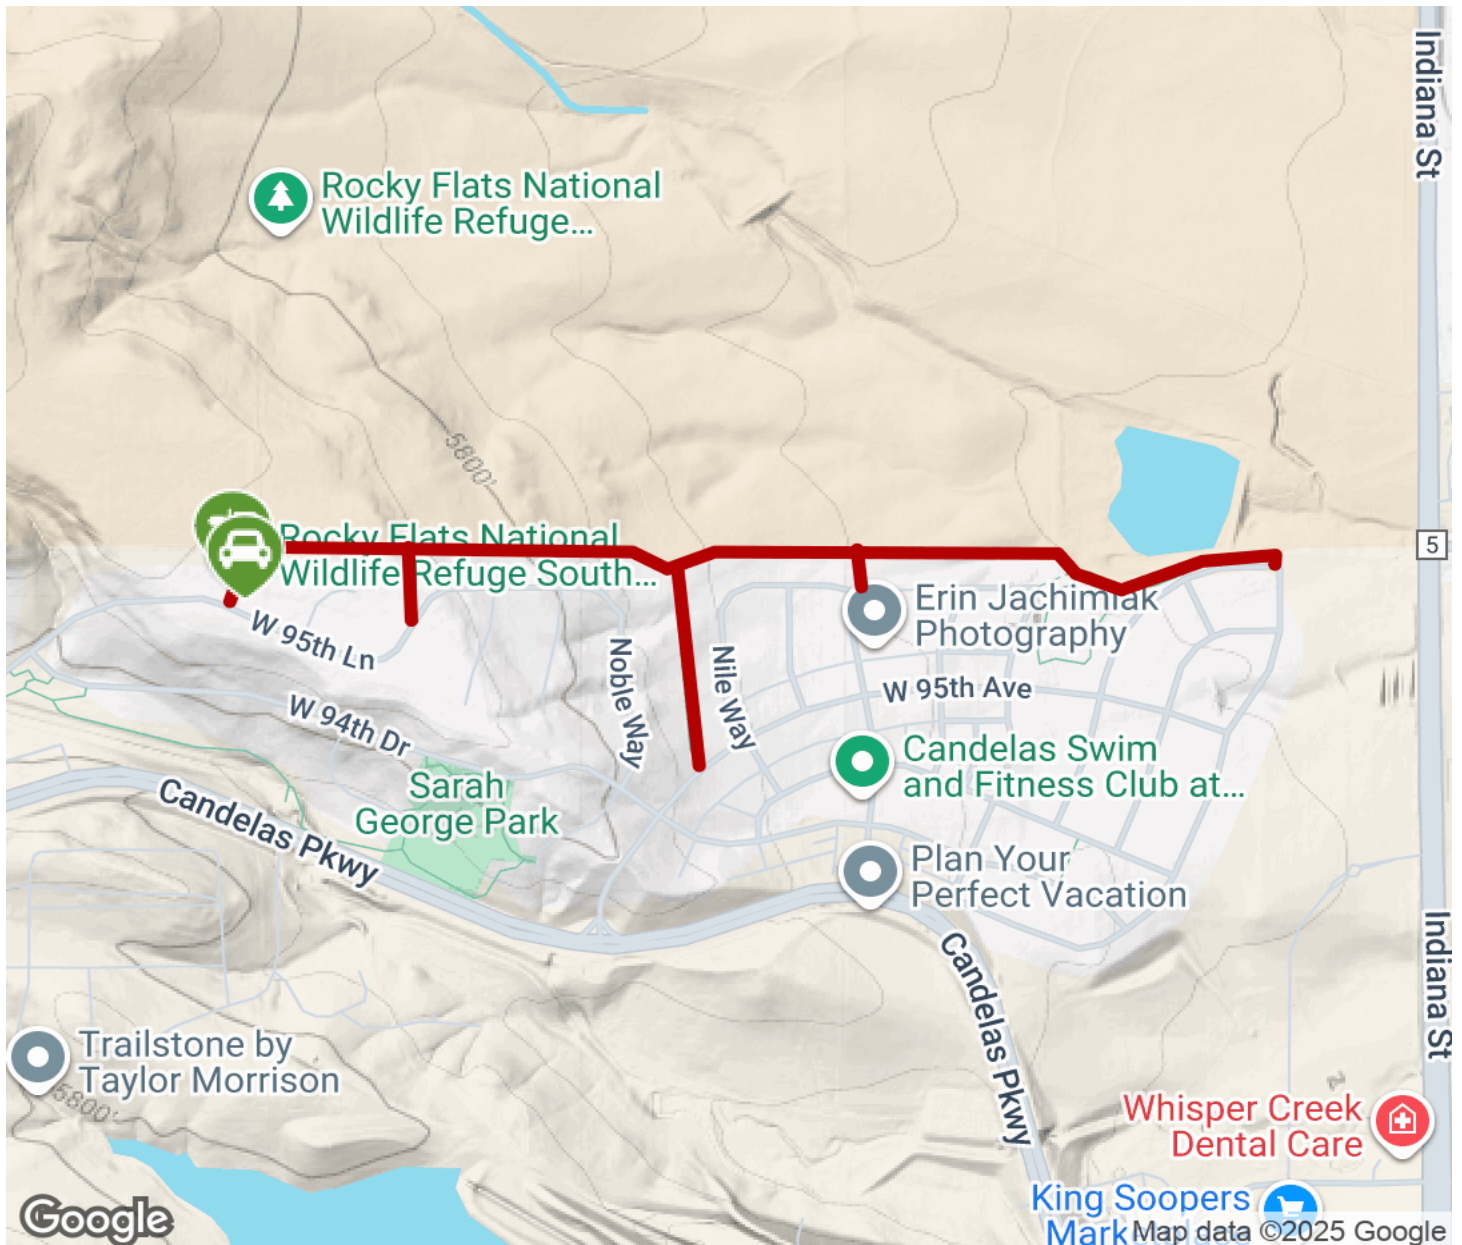 Indiana St
Rocky Flats National
Wildlife Refuge...
5800'
Rocky Flats National
Wildlife Refuge South...
5
Erin Jachimiak
Photography
W 95th Ln
Noble Way
Nile Way
W 95th Ave
W 94th Dr
Candelas Swim
and Fitness Club at...
Sarah
George Park
Candelas Pkwy
Plan Your
Perfect Vacation
Indiana St
Candelas Pkwy
Trailstone by
Taylor Morrison
5800'
Whisper Creek
Dental Care
King Soopers
Mark
Google
Map data ©2025 Google